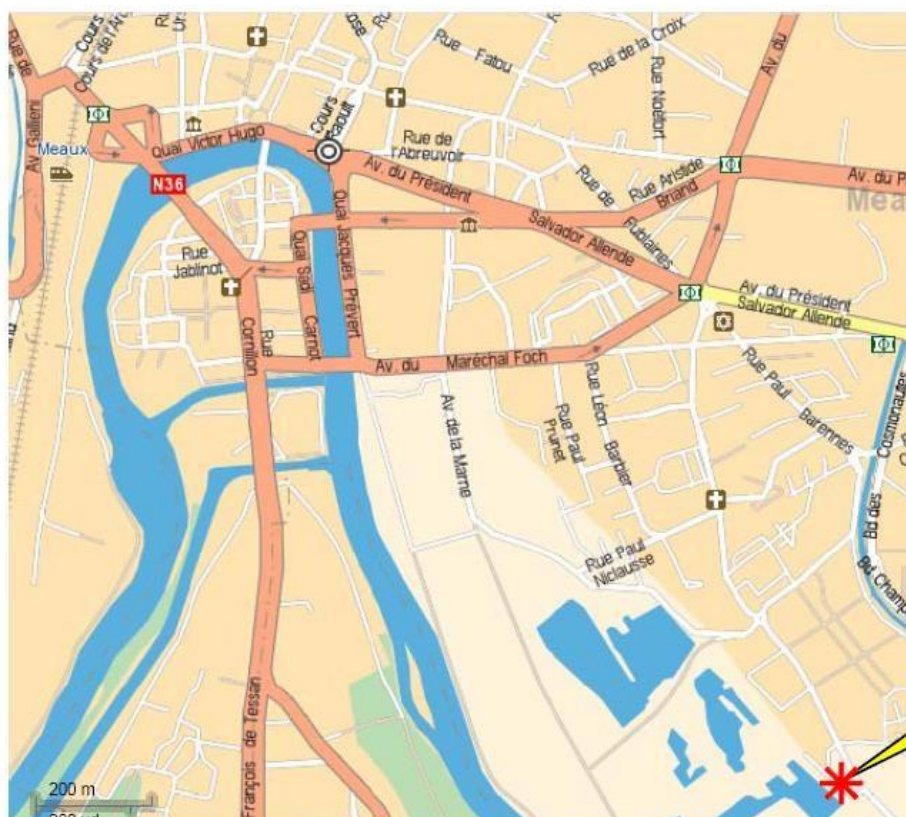 Rue de
Cours de l'Arq
Cours
Rue
Rue
Rue Fatou
Rue de la Croix
Rue Noëfort
Av. du
Av Gallieni
Meaux
Quai Victor Hugo
Cours
Raoult
Rue de
l'Abreuvoir
N36
Av. du Président
Salvador Allende
Rue de
Fublaines
Rue Aristide
Briand
Av. du P
Mea
Rue
Jablinot
Quai Sadi
Carnot
Quai Jacques Prévert
Rue
Cornillon
Av. du Président
Salvador Allende
Av. du Maréchal Foch
Av. de la Marne
Rue Paul
Prunet
Rue Léon
Barbier
Rue Paul
Barennes
Cosmonautes
Bd des
Bd Champ
Rue Paul
Niclausse
François de Tessan
200 m